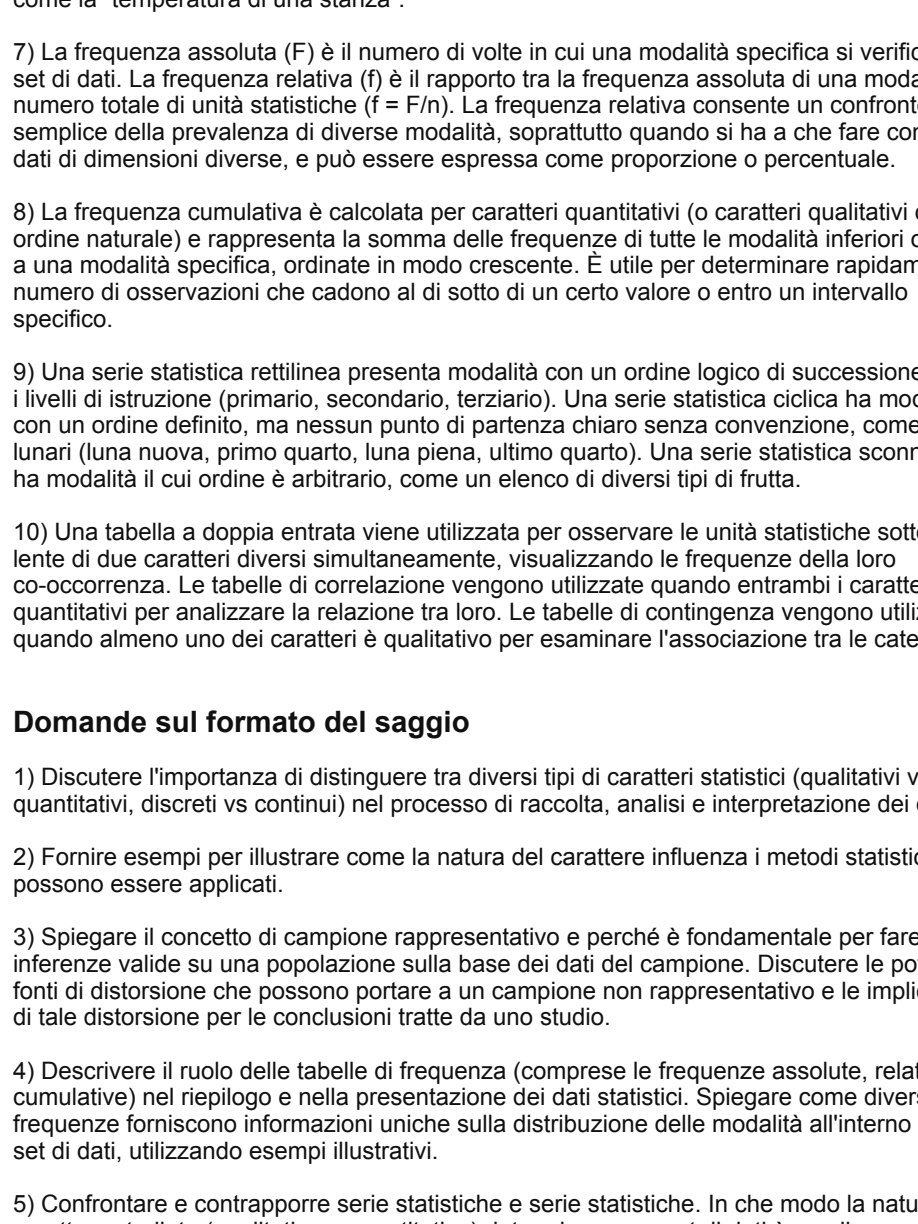 come la "temperatura di una stanza".
7) La frequenza assoluta (F) è il numero di volte in cui una modalità specifica si
set di dati. La frequenza relativa (f) è il rapporto tra la frequenza assoluta di una
numero totale di unità statistiche (f = F/n). La frequenza relativa consente un
semplice della prevalenza di diverse modalità, soprattutto quando si ha a che fare
dati di dimensioni diverse, e può essere espressa come proporzione o percentuale.
8) La frequenza cumulativa è calcolata per caratteri quantitativi (o caratteri qualitativi
ordine naturale) e rappresenta la somma delle frequenze di tutte le modalità inferiori
a una modalità specifica, ordinate in modo crescente. È utile per determinare
numero di osservazioni che cadono al di sotto di un certo valore o entro un intervallo
specifico.
9) Una serie statistica rettilinea presenta modalità con un ordine logico di successione
i livelli di istruzione (primario, secondario, terziario). Una serie statistica ciclica ha
con un ordine definito, ma nessun punto di partenza chiaro senza convenzione, come
lunari (luna nuova, primo quarto, luna piena, ultimo quarto). Una serie statistica
ha modalità il cui ordine è arbitrario, come un elenco di diversi tipi di frutta.
10) Una tabella a doppia entrata viene utilizzata per osservare le unità statistiche
lente di due caratteri diversi simultaneamente, visualizzando le frequenze della loro
co-occorrenza. Le tabelle di correlazione vengono utilizzate quando entrambi i
quantitativi per analizzare la relazione tra loro. Le tabelle di contingenza vengono
quando almeno uno dei caratteri è qualitativo per esaminare l'associazione tra le
Domande sul formato del saggio
1) Discutere l'importanza di distinguere tra diversi tipi di caratteri statistici (qualitativi
quantitativi, discreti vs continui) nel processo di raccolta, analisi e interpretazione dei
2) Fornire esempi per illustrare come la natura del carattere influenza i metodi
possono essere applicati.
3) Spiegare il concetto di campione rappresentativo e perché è fondamentale per fare
inferenze valide su una popolazione sulla base dei dati del campione. Discutere le
fonti di distorsione che possono portare a un campione non rappresentativo e le
di tale distorsione per le conclusioni tratte da uno studio.
4) Descrivere il ruolo delle tabelle di frequenza (comprese le frequenze assolute,
cumulative) nel riepilogo e nella presentazione dei dati statistici. Spiegare come
frequenze forniscono informazioni uniche sulla distribuzione delle modalità all'interno
set di dati, utilizzando esempi illustrativi.
5) Confrontare e contrapporre serie statistiche e serie statistiche. In che modo la